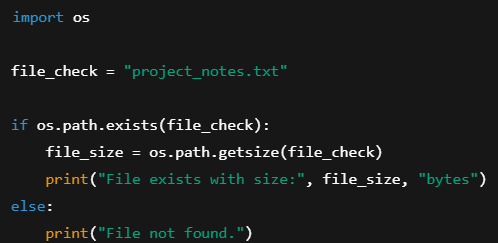 import os
file_check = "project_notes.txt"
if os.path.exists(file_check):
    file_size = os.path.getsize(file_check)
    print("File exists with size:", file_size, "bytes")
else:
    print("File not found.")